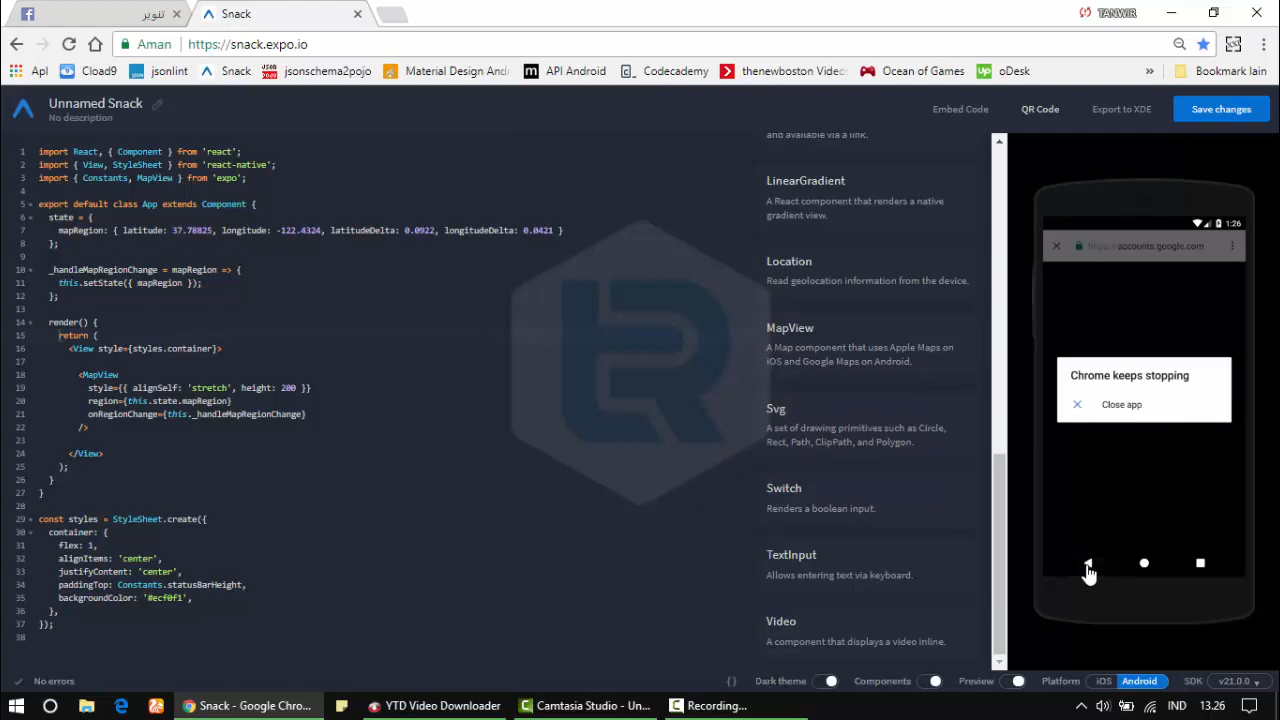 تنوير
Snack
TANWIR
Aman
https://snack.expo.io
Apl
Cload9
jsonlint
Snack
jsonschema2pojo
Material Design And
API Android
Codecademy
thenewboston Video
Ocean of Games
oDesk
»
Bookmark lain
Unnamed Snack
No description
Embed Code
QR Code
Export to XDE
Save changes
1 import React, { Component } from 'react';
2 import { View, StyleSheet } from 'react-native';
3 import { Constants, MapView } from 'expo';
4
5 export default class App extends Component {
6 state = {
7 mapRegion: { latitude: 37.78825, longitude: -122.4324, latitudeDelta: 0.0922, longitudeDelta: 0.0421 }
8 };
9
10 _handleMapRegionChange = mapRegion => {
11 this.setState({ mapRegion });
12 };
13
14 render() {
15 return (
16 <View style={styles.container}>
17
18 <MapView
19 style={{ alignSelf: 'stretch', height: 200 }}
20 region={this.state.mapRegion}
21 onRegionChange={this._handleMapRegionChange}
22 />
23
24 </View>
25 );
26 }
27 }
28
29 const styles = StyleSheet.create({
30 container: {
31 flex: 1,
32 alignItems: 'center',
33 justifyContent: 'center',
34 paddingTop: Constants.statusBarHeight,
35 backgroundColor: '#ecf0f1',
36 },
37 });
38
and available via a link.
LinearGradient
A React component that renders a native
gradient view.
Location
Read geolocation information from the device.
MapView
A Map component that uses Apple Maps on
iOS and Google Maps on Android.
Svg
A set of drawing primitives such as Circle,
Rect, Path, ClipPath, and Polygon.
Switch
Renders a boolean input.
TextInput
Allows entering text via keyboard.
Video
A component that displays a video inline.
1:26
accounts.google.com
Chrome keeps stopping
Close app
No errors
{ }
Dark theme
Components
Preview
Platform
iOS
Android
SDK
v21.0.0
Snack - Google Chro...
YTD Video Downloader
Camtasia Studio - Un...
Recording...
IND
13.26